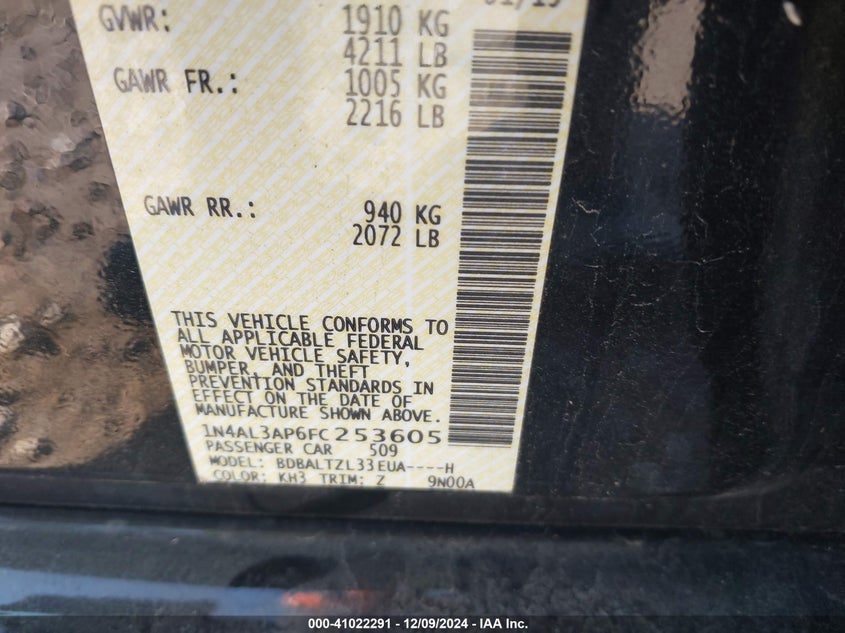 GVWR: 1910 KG
4211 LB
GAWR FR.: 1005 KG
2216 LB
GAWR RR.: 940 KG
2072 LB
THIS VEHICLE CONFORMS TO
ALL APPLICABLE FEDERAL
MOTOR VEHICLE SAFETY,
BUMPER, AND THEFT
PREVENTION STANDARDS IN
EFFECT ON THE DATE OF
MANUFACTURE SHOWN ABOVE.
1N4AL3AP6FC253605
PASSENGER CAR 509
MODEL: BDBALTZL33EUA----H
COLOR: KH3 TRIM: Z 9N00A
000-41022291 - 12/09/2024 - IAA Inc.